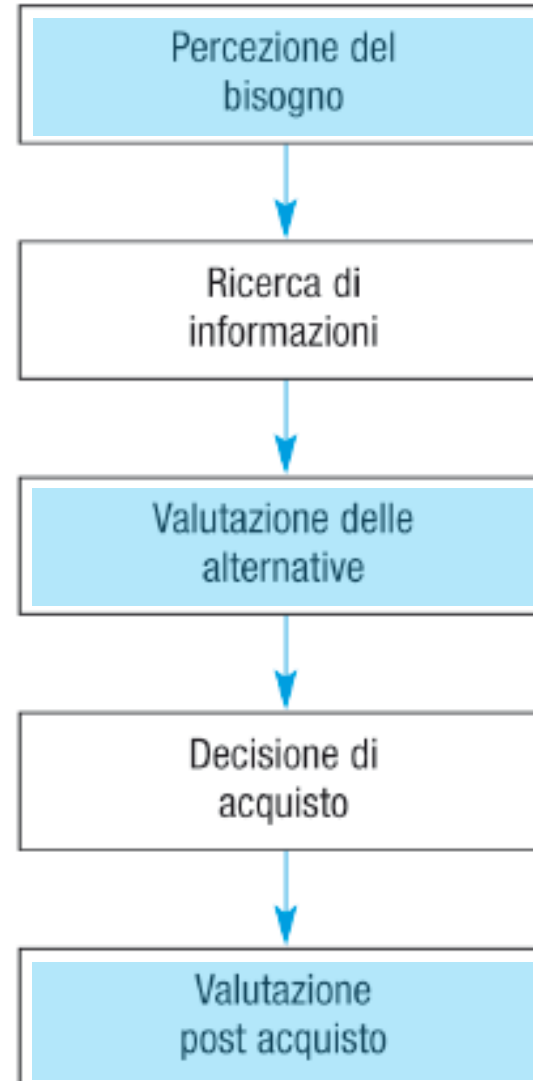 Percezione del
bisogno
Ricerca di
informazioni
Valutazione delle
alternative
Decisione di
acquisto
Valutazione
post acquisto